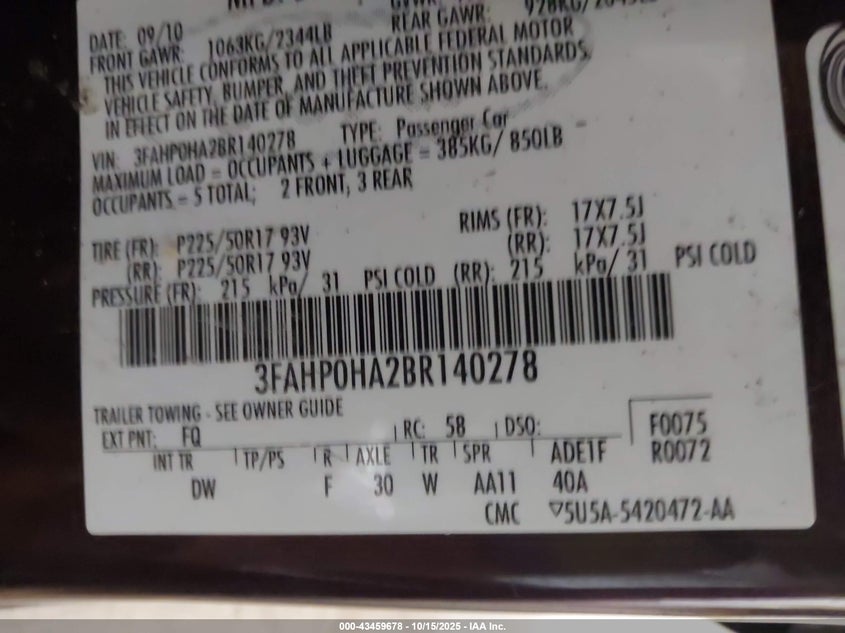 DATE: 09/10
FRONT GAWR: 1063KG/2344LB REAR GAWR:
THIS VEHICLE CONFORMS TO ALL APPLICABLE FEDERAL MOTOR
VEHICLE SAFETY, BUMPER, AND THEFT PREVENTION STANDARDS
IN EFFECT ON THE DATE OF MANUFACTURE SHOWN ABOVE.
VIN: 3FAHP0HA2BR140278 TYPE: Passenger Car
MAXIMUM LOAD = OCCUPANTS + LUGGAGE = 385KG/ 850LB
OCCUPANTS = 5 TOTAL; 2 FRONT, 3 REAR
TIRE (FR): P225/50R17 93V RIMS (FR): 17X7.5J
(RR): P225/50R17 93V (RR): 17X7.5J
PRESSURE (FR): 215 kPa/ 31 PSI COLD (RR): 215 kPa/ 31 PSI COLD
3FAHP0HA2BR140278
TRAILER TOWING - SEE OWNER GUIDE
EXT PNT: FQ RC: 58 DSO: F0075
INT TR TP/PS R AXLE TR SPR ADE1F R0072
DW F 30 W AA11 40A
CMC ▽5U5A-5420472-AA
000-43459678 - 10/15/2025 - IAA Inc.